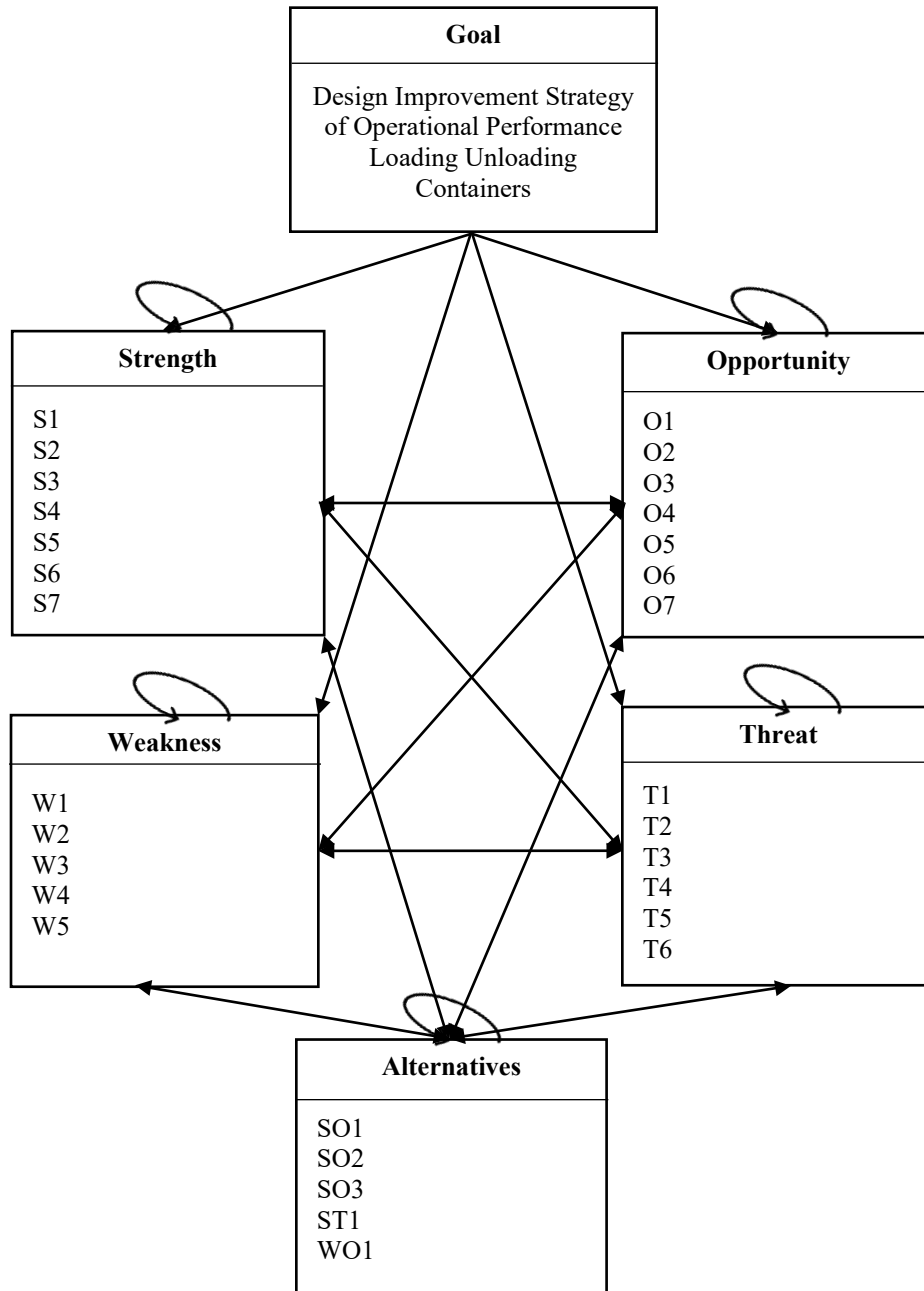 Goal
Design Improvement Strategy
of Operational Performance
Loading Unloading
Containers
Strength
S1
S2
S3
S4
S5
S6
S7
Opportunity
O1
O2
O3
O4
O5
O6
O7
Weakness
W1
W2
W3
W4
W5
Threat
T1
T2
T3
T4
T5
T6
Alternatives
SO1
SO2
SO3
ST1
WO1